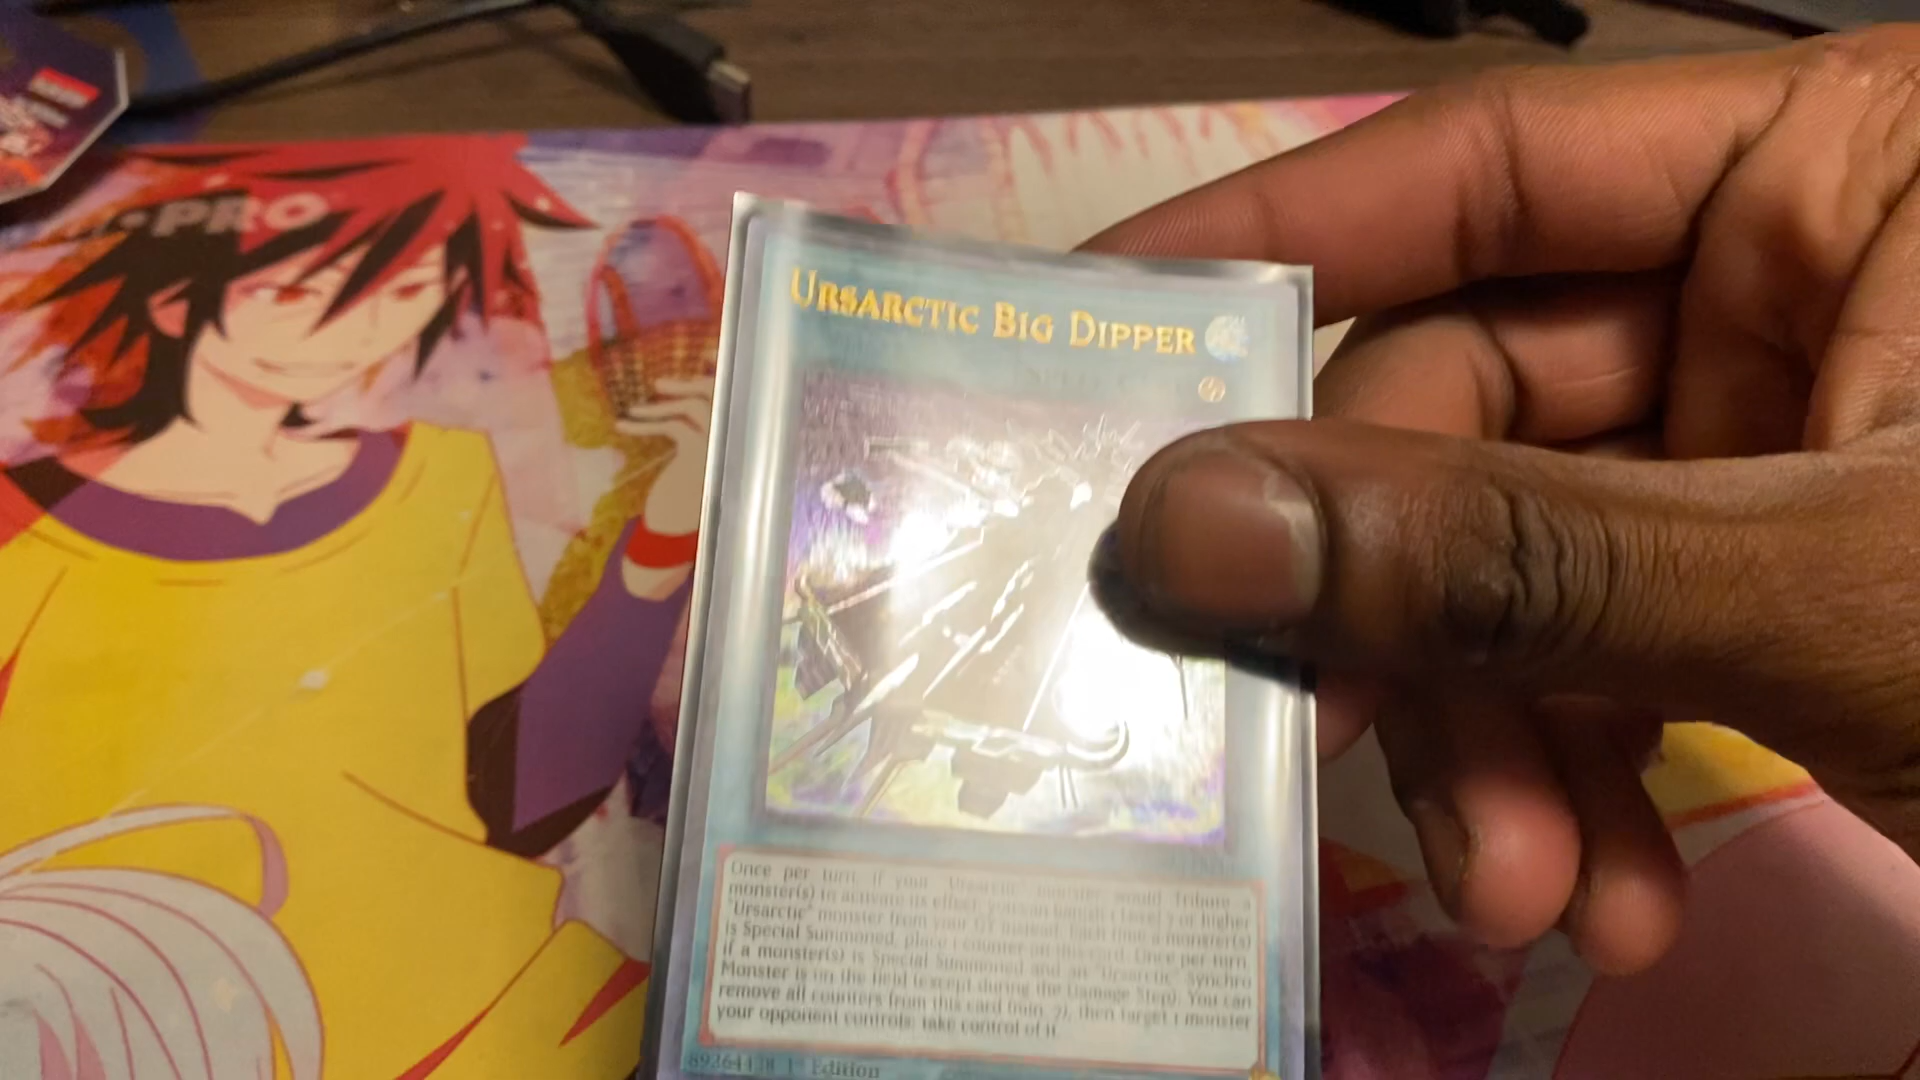 •PRO
URSARCTIC BIG DIPPER
Once per turn, if your "Ursarctic" monster would Tribute a
monster(s) to activate its effect, you can banish 1 Level 7 or higher
"Ursarctic" monster from your GY instead. Each time a monster(s)
is Special Summoned, place 1 counter on this card. Once per turn,
if a monster(s) is Special Summoned and an "Ursarctic" Synchro
Monster is on the field (except during the Damage Step): You can
remove all counters from this card (min. 7), then target 1 monster
your opponent controls; take control of it.
89264428 1st Edition